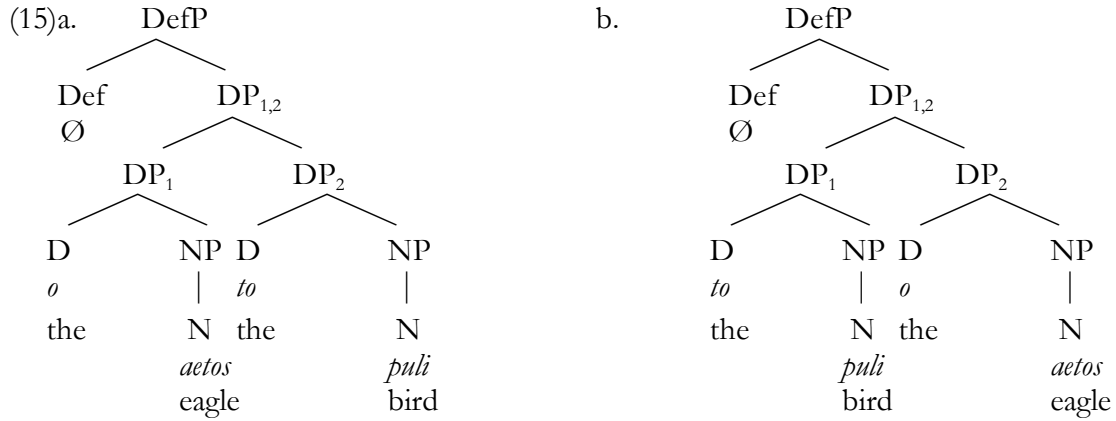 (15)a. DefP b. DefP
Def DP₁,₂ Def DP₁,₂
Ø Ø
DP₁ DP₂ DP₁ DP₂
D NP D NP D NP D NP
o to to o
the N the N the N the N
aetos puli puli aetos
eagle bird bird eagle